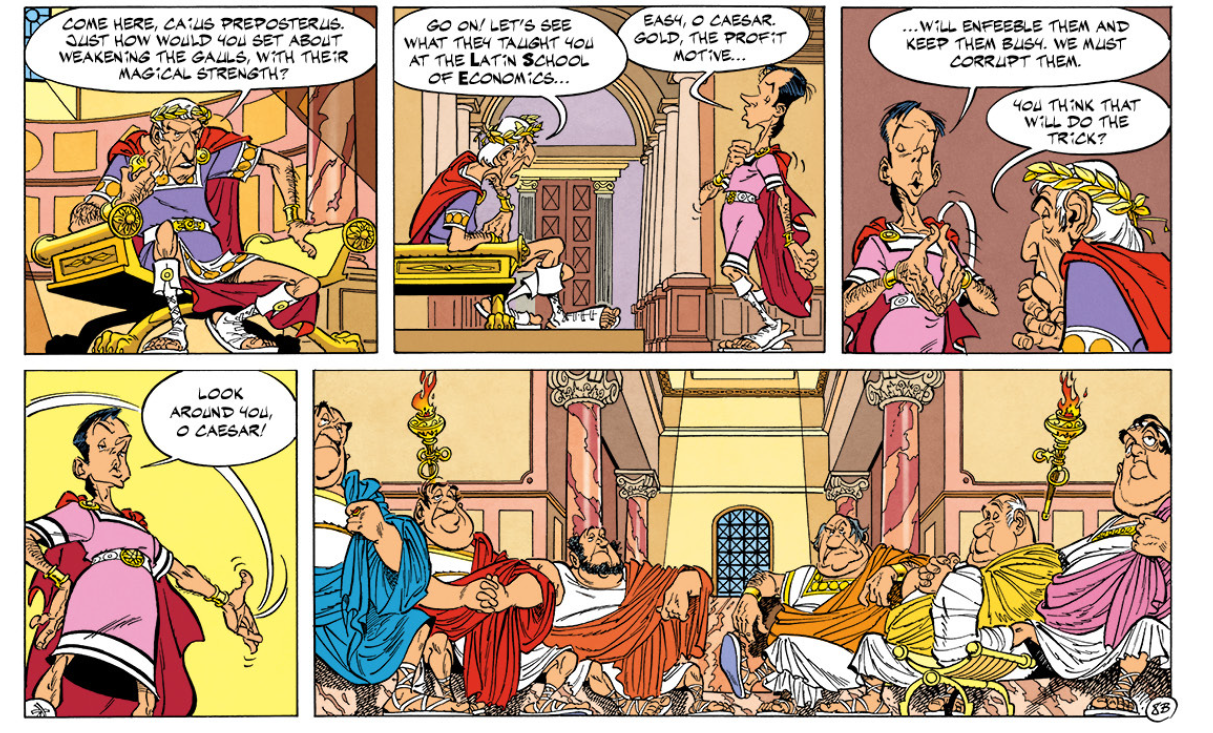 COME HERE, CAIUS PREPOSTERUS.
JUST HOW WOULD YOU SET ABOUT
WEAKENING THE GAULS, WITH THEIR
MAGICAL STRENGTH?
GO ON! LET'S SEE
WHAT THEY TAUGHT YOU
AT THE LATIN SCHOOL
OF ECONOMICS...
EASY, O CAESAR.
GOLD, THE PROFIT
MOTIVE...
...WILL ENFEEBLE THEM AND
KEEP THEM BUSY. WE MUST
CORRUPT THEM.
YOU THINK THAT
WILL DO THE
TRICK?
LOOK
AROUND YOU,
O CAESAR!
8B